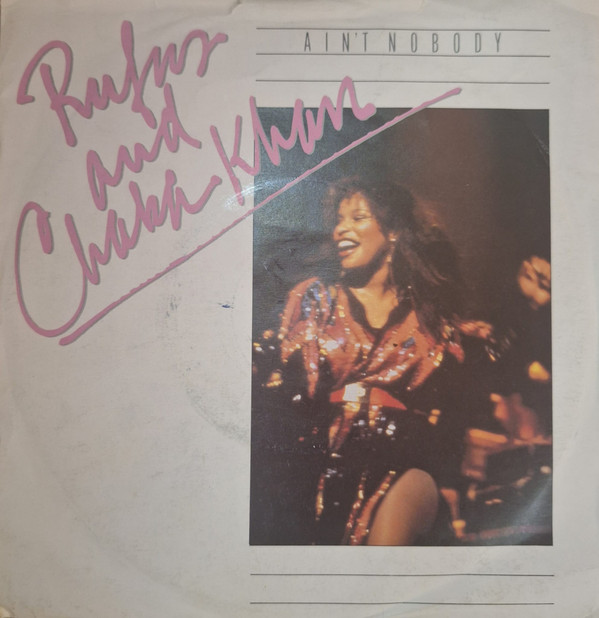 Rufus
and
Chaka Khan
AIN'T NOBODY